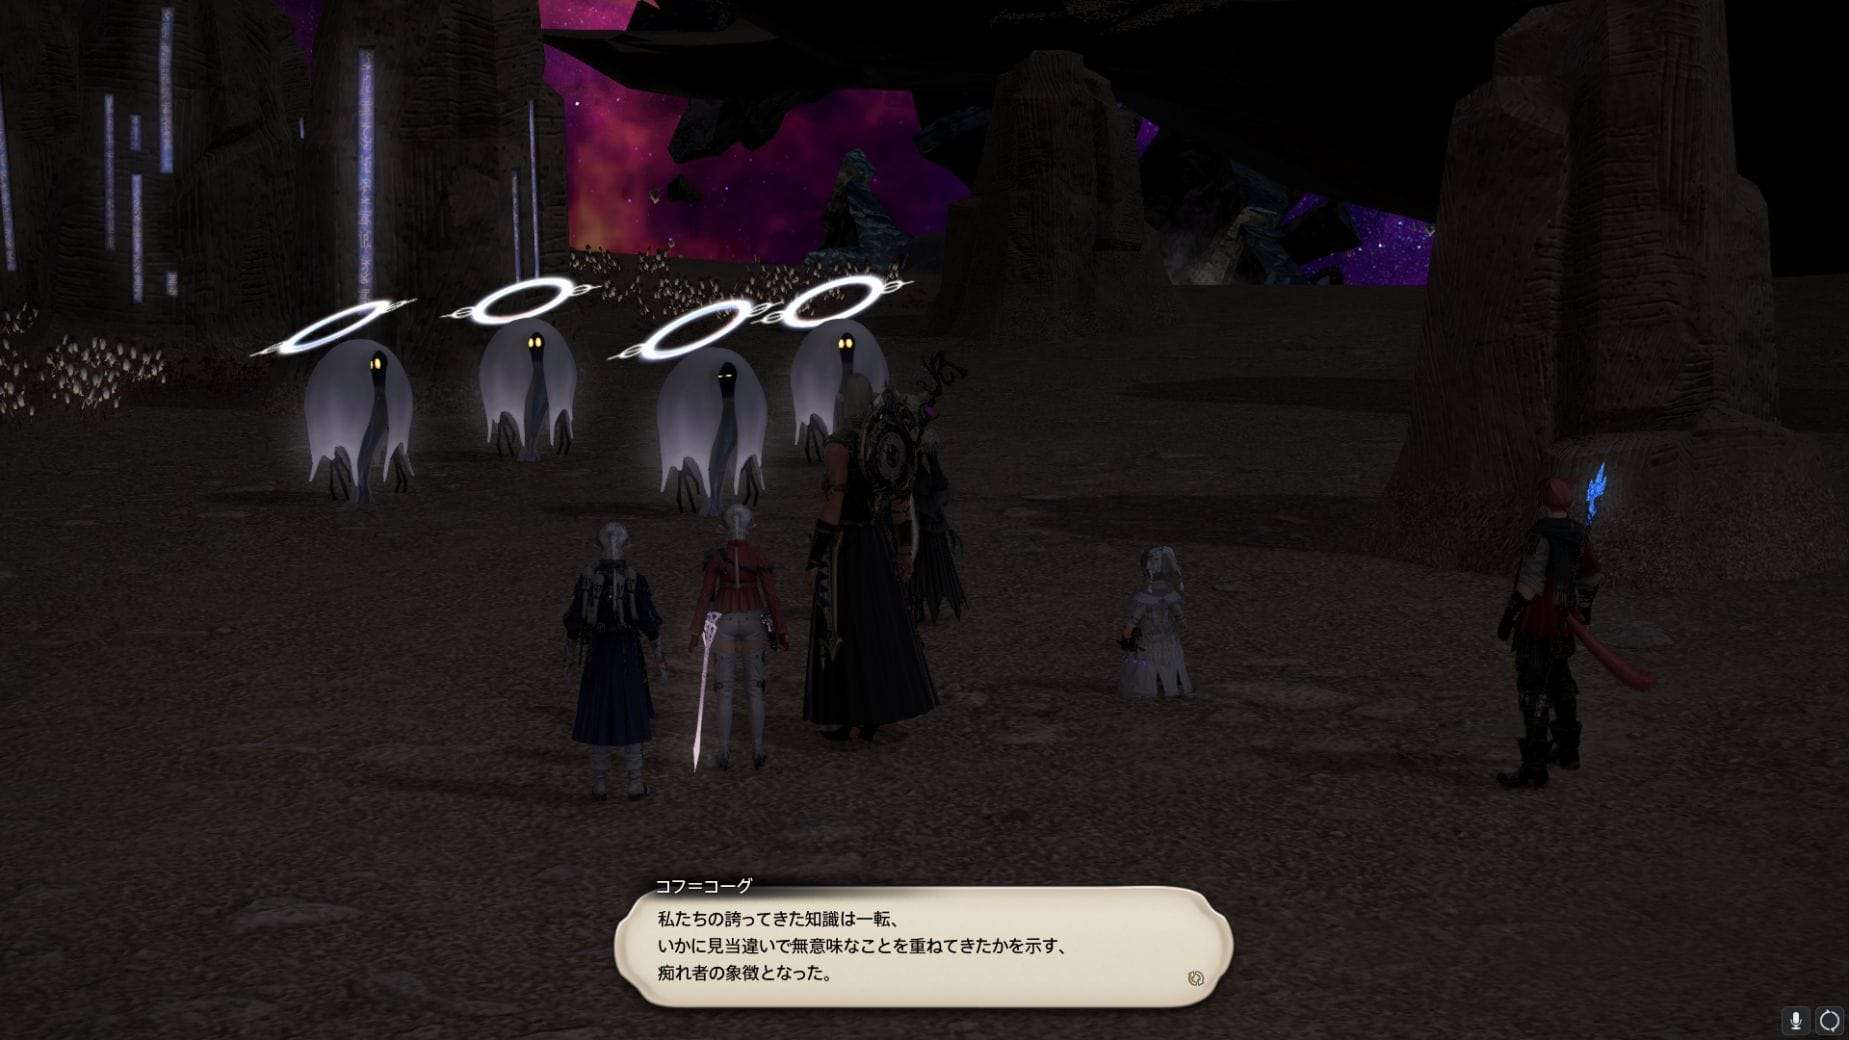 コフ＝コーグ
私たちの誇ってきた知識は一転、
いかに見当違いで無意味なことを重ねてきたかを示す、
痴れ者の象徴となった。